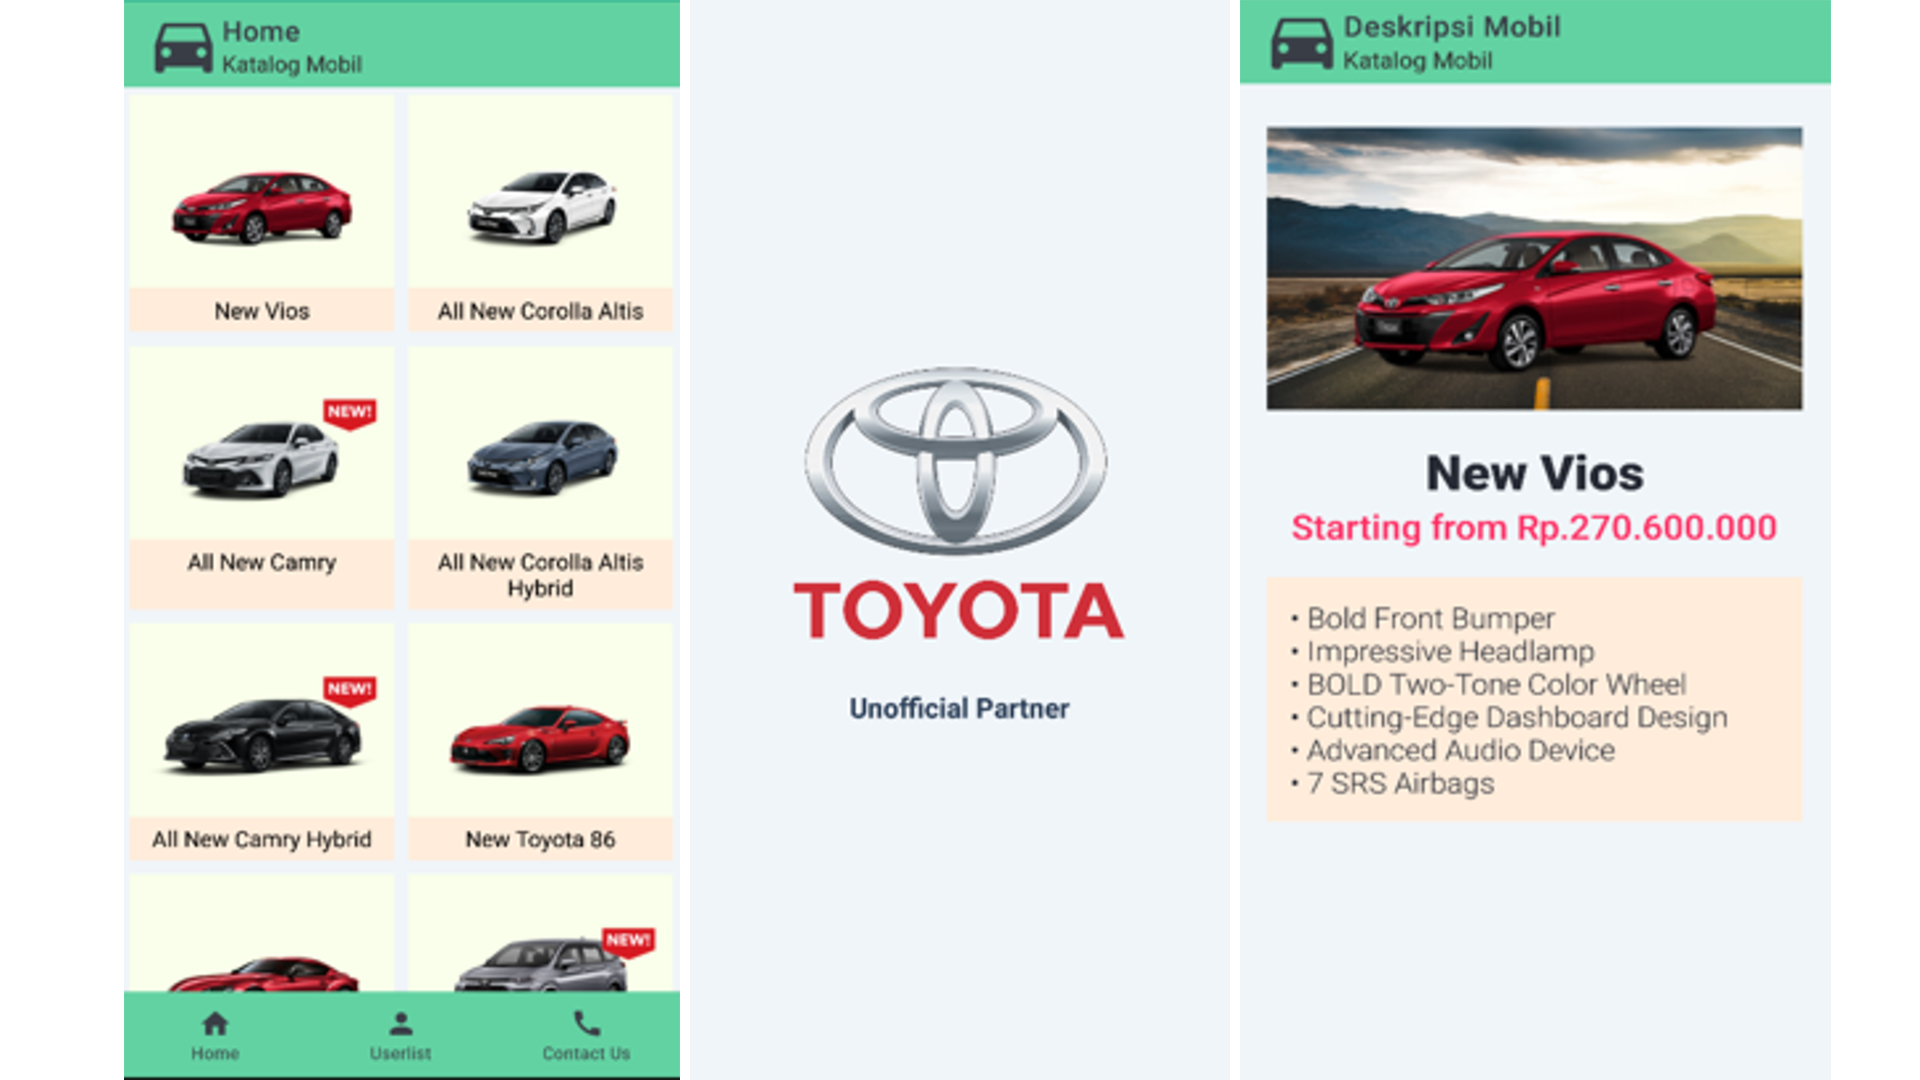 Home
Katalog Mobil
New Vios
All New Corolla Altis
NEW!
All New Camry
All New Corolla Altis
Hybrid
NEW!
All New Camry Hybrid
New Toyota 86
NEW!
Home
Userlist
Contact Us
TOYOTA
Unofficial Partner
Deskripsi Mobil
Katalog Mobil
New Vios
Starting from Rp.270.600.000
• Bold Front Bumper
• Impressive Headlamp
• BOLD Two-Tone Color Wheel
• Cutting-Edge Dashboard Design
• Advanced Audio Device
• 7 SRS Airbags